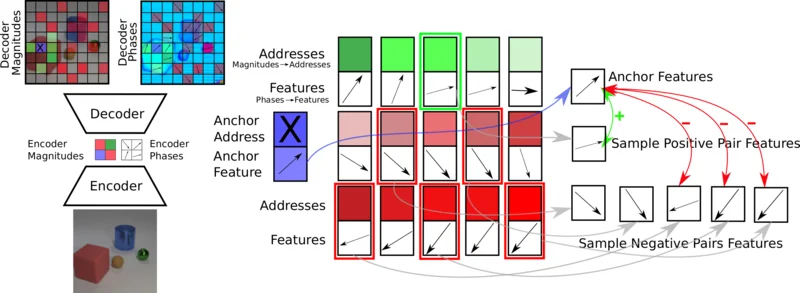 Decoder
Magnitudes
Decoder
Phases
X
Decoder
Encoder
Magnitudes
Encoder
Phases
Encoder
Addresses
Magnitudes→Addresses
Features
Phases→Features
Anchor
Address
X
Anchor
Feature
Addresses
Features
Anchor Features
+
−
−
−
Sample Positive Pair Features
Sample Negative Pairs Features